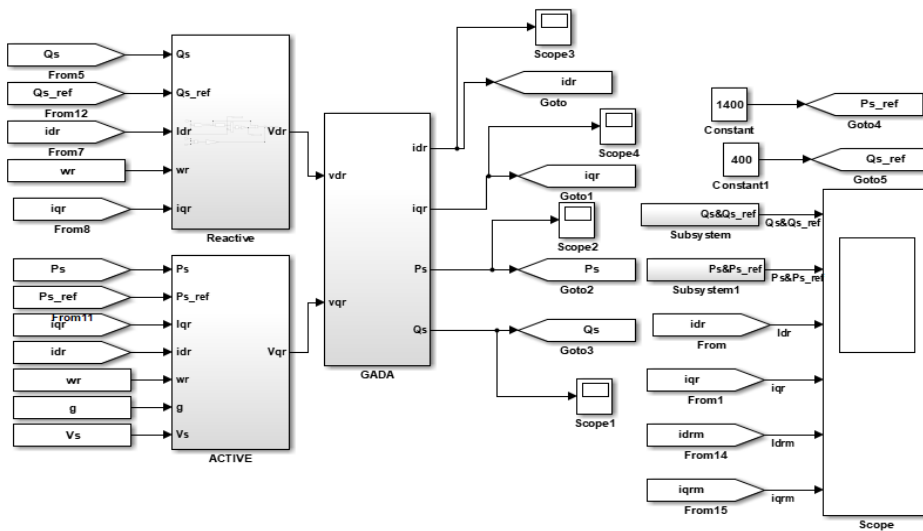 Qs
From5
Qs_ref
From12
idr
From7
wr
iqr
From8
Qs
Qs_ref
Idr
wr
iqr
Vdr
Reactive
Ps
Ps_ref
From11
iqr
idr
wr
g
Vs
Ps
Ps_ref
Iqr
idr
wr
g
Vs
Vqr
ACTIVE
vdr
vqr
idr
iqr
Ps
Qs
GADA
Scope3
idr
Goto
Scope4
iqr
Goto1
Scope2
Ps
Goto2
Qs
Goto3
Scope1
1400
Constant
Ps_ref
Goto4
400
Constant1
Qs_ref
Goto5
Qs&Qs_ref
Subsystem
Qs&Qs_ref
Ps&Ps_ref
Subsystem1
Ps&Ps_ref
idr
From
Idr
iqr
From1
iqr
idrm
From14
Idrm
iqrm
From15
iqrm
Scope